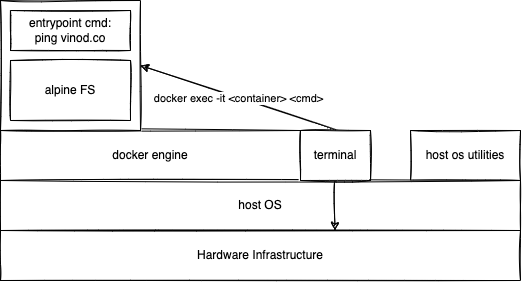 entrypoint cmd:
ping vinod.co
alpine FS
docker exec -it <container> <cmd>
docker engine
terminal
host os utilities
host OS
Hardware Infrastructure